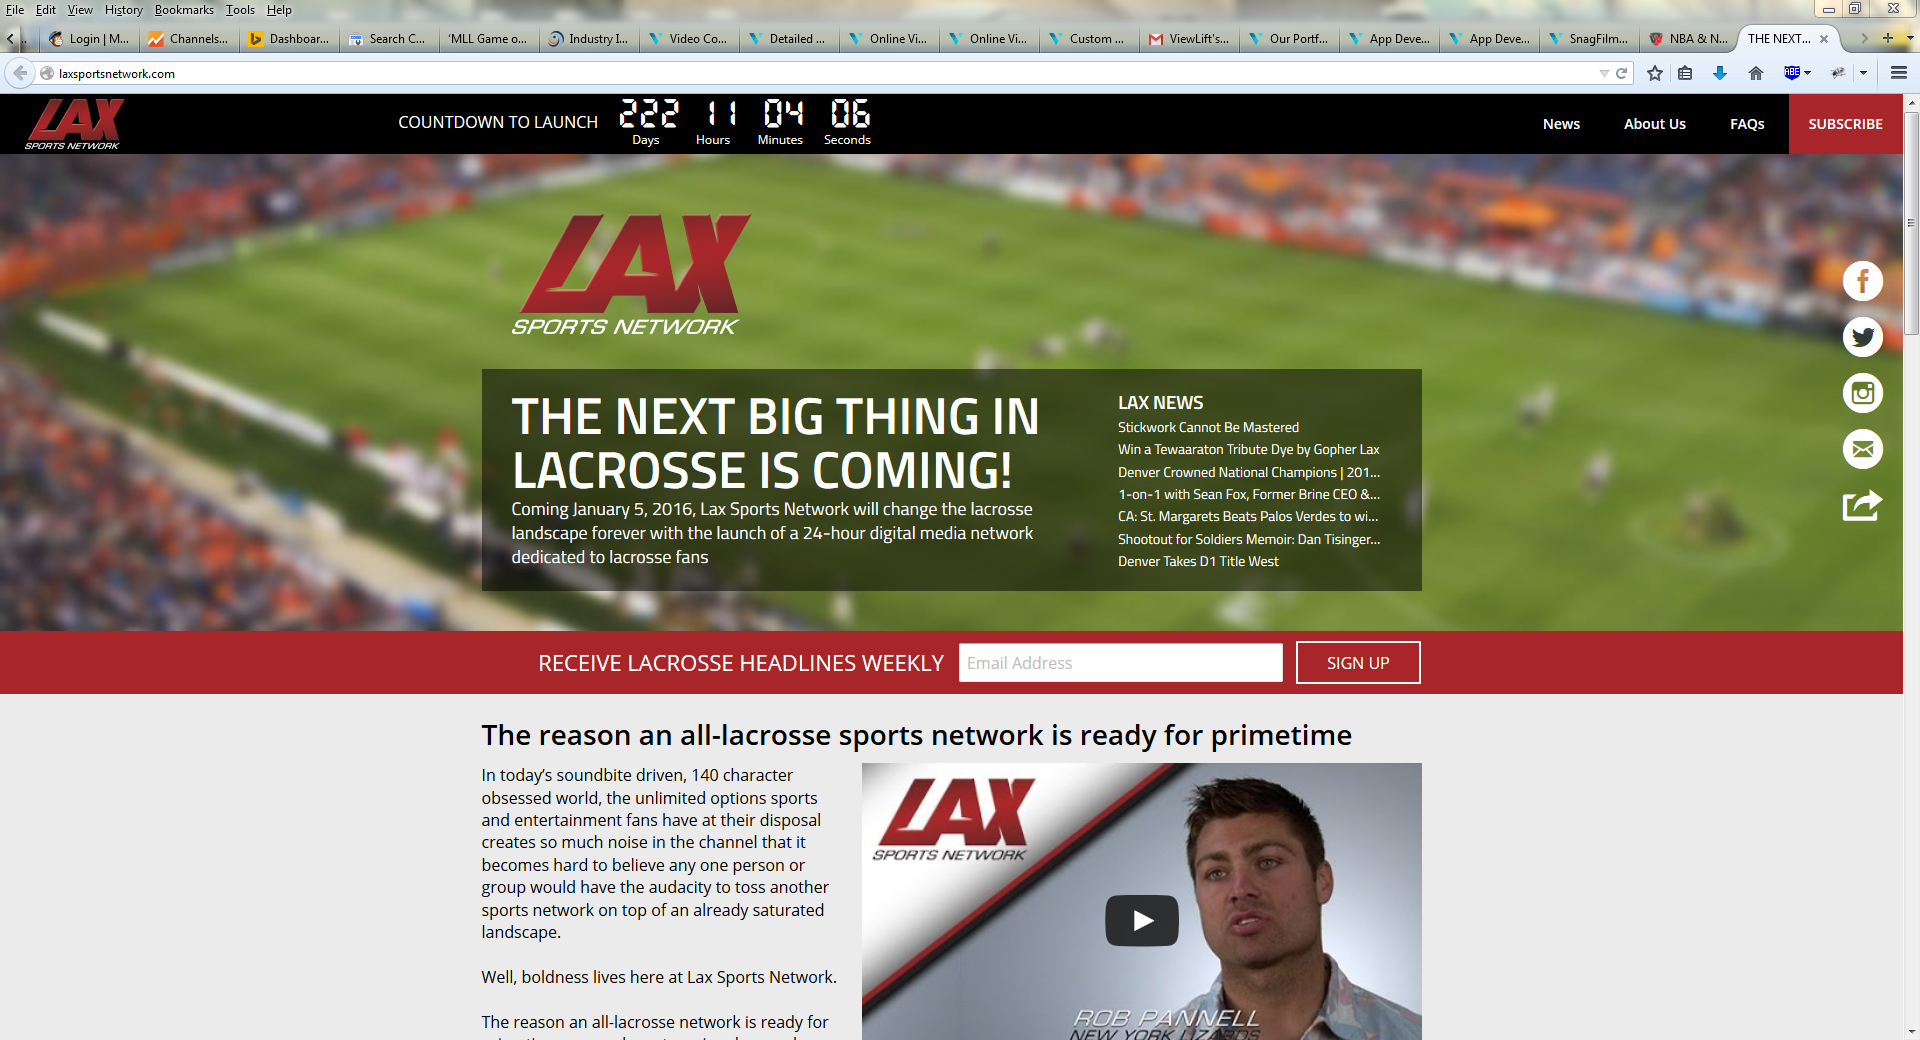 File Edit View History Bookmarks Tools Help
Login | M...
Channels...
Dashboar...
Search C...
'MLL Game o...
Industry I...
Video Co...
Detailed ...
Online Vi...
Online Vi...
Custom ...
ViewLift's...
Our Portf...
App Deve...
App Deve...
SnagFilm...
NBA & N...
THE NEXT...
laxsportsnetwork.com
ABE
LAX
SPORTS NETWORK
COUNTDOWN TO LAUNCH
222 11 04 06
Days Hours Minutes Seconds
News About Us FAQs SUBSCRIBE
LAX
SPORTS NETWORK
THE NEXT BIG THING IN
LACROSSE IS COMING!
Coming January 5, 2016, Lax Sports Network will change the lacrosse
landscape forever with the launch of a 24-hour digital media network
dedicated to lacrosse fans
LAX NEWS
Stickwork Cannot Be Mastered
Win a Tewaaraton Tribute Dye by Gopher Lax
Denver Crowned National Champions | 201...
1-on-1 with Sean Fox, Former Brine CEO &...
CA: St. Margarets Beats Palos Verdes to wi...
Shootout for Soldiers Memoir: Dan Tisinger...
Denver Takes D1 Title West
RECEIVE LACROSSE HEADLINES WEEKLY Email Address SIGN UP
The reason an all-lacrosse sports network is ready for primetime
In today's soundbite driven, 140 character
obsessed world, the unlimited options sports
and entertainment fans have at their disposal
creates so much noise in the channel that it
becomes hard to believe any one person or
group would have the audacity to toss another
sports network on top of an already saturated
landscape.
Well, boldness lives here at Lax Sports Network.
The reason an all-lacrosse network is ready for
LAX
SPORTS NETWORK
ROB PANNELL
NEW YORK LIZARDS